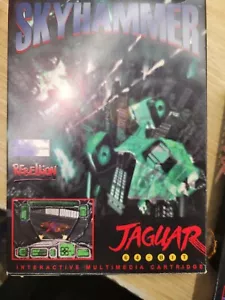 SKYHAMMER
REBELLION
JAGUAR
64-BIT
INTERACTIVE MULTIMEDIA CARTRIDGE